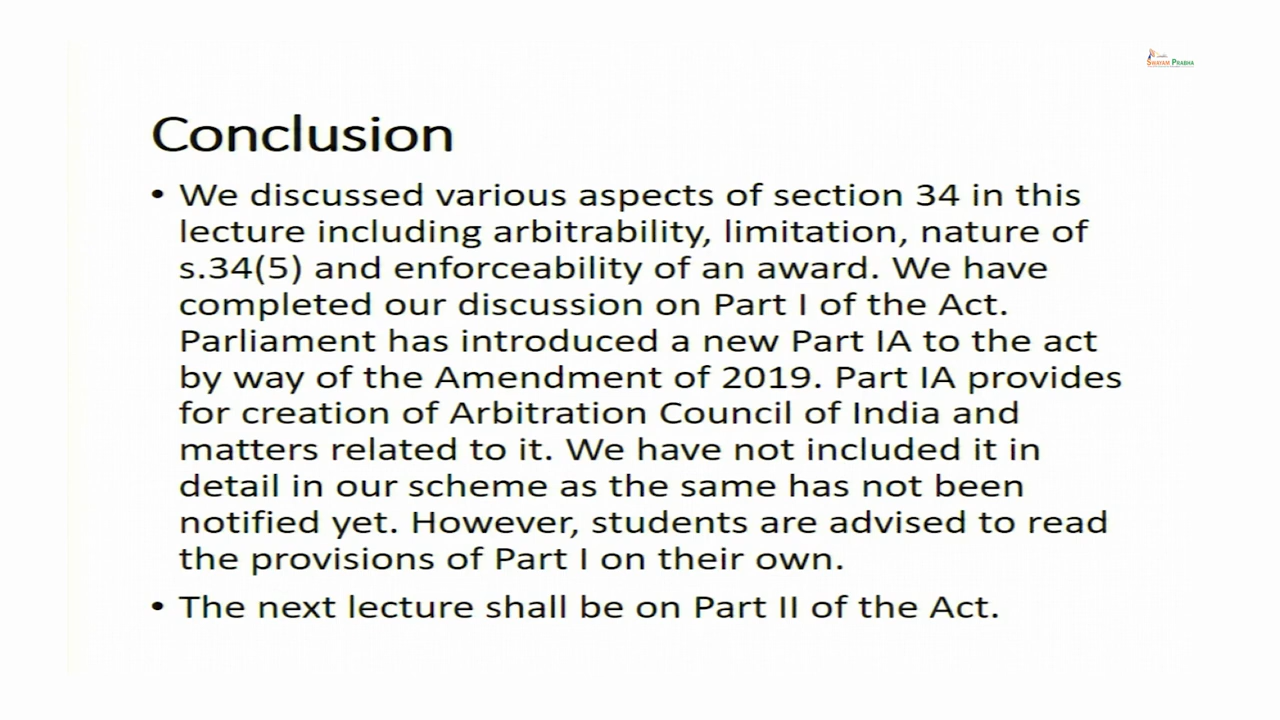 SWAYAM PRABHA
Conclusion
• We discussed various aspects of section 34 in this
lecture including arbitrability, limitation, nature of
s.34(5) and enforceability of an award. We have
completed our discussion on Part I of the Act.
Parliament has introduced a new Part IA to the act
by way of the Amendment of 2019. Part IA provides
for creation of Arbitration Council of India and
matters related to it. We have not included it in
detail in our scheme as the same has not been
notified yet. However, students are advised to read
the provisions of Part I on their own.
• The next lecture shall be on Part II of the Act.